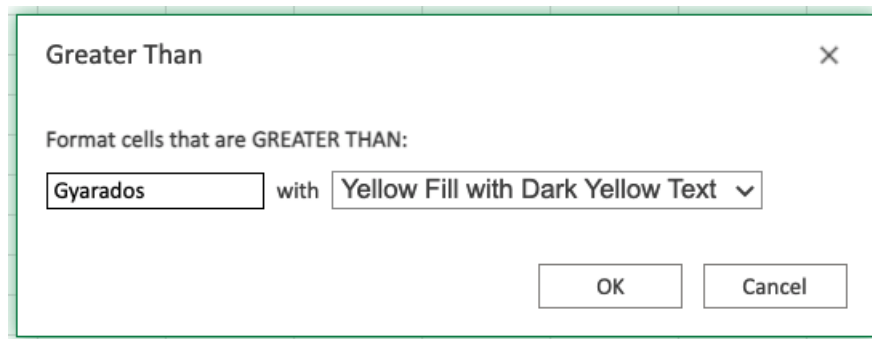 Greater Than
Format cells that are GREATER THAN:
Gyarados with Yellow Fill with Dark Yellow Text
OK Cancel